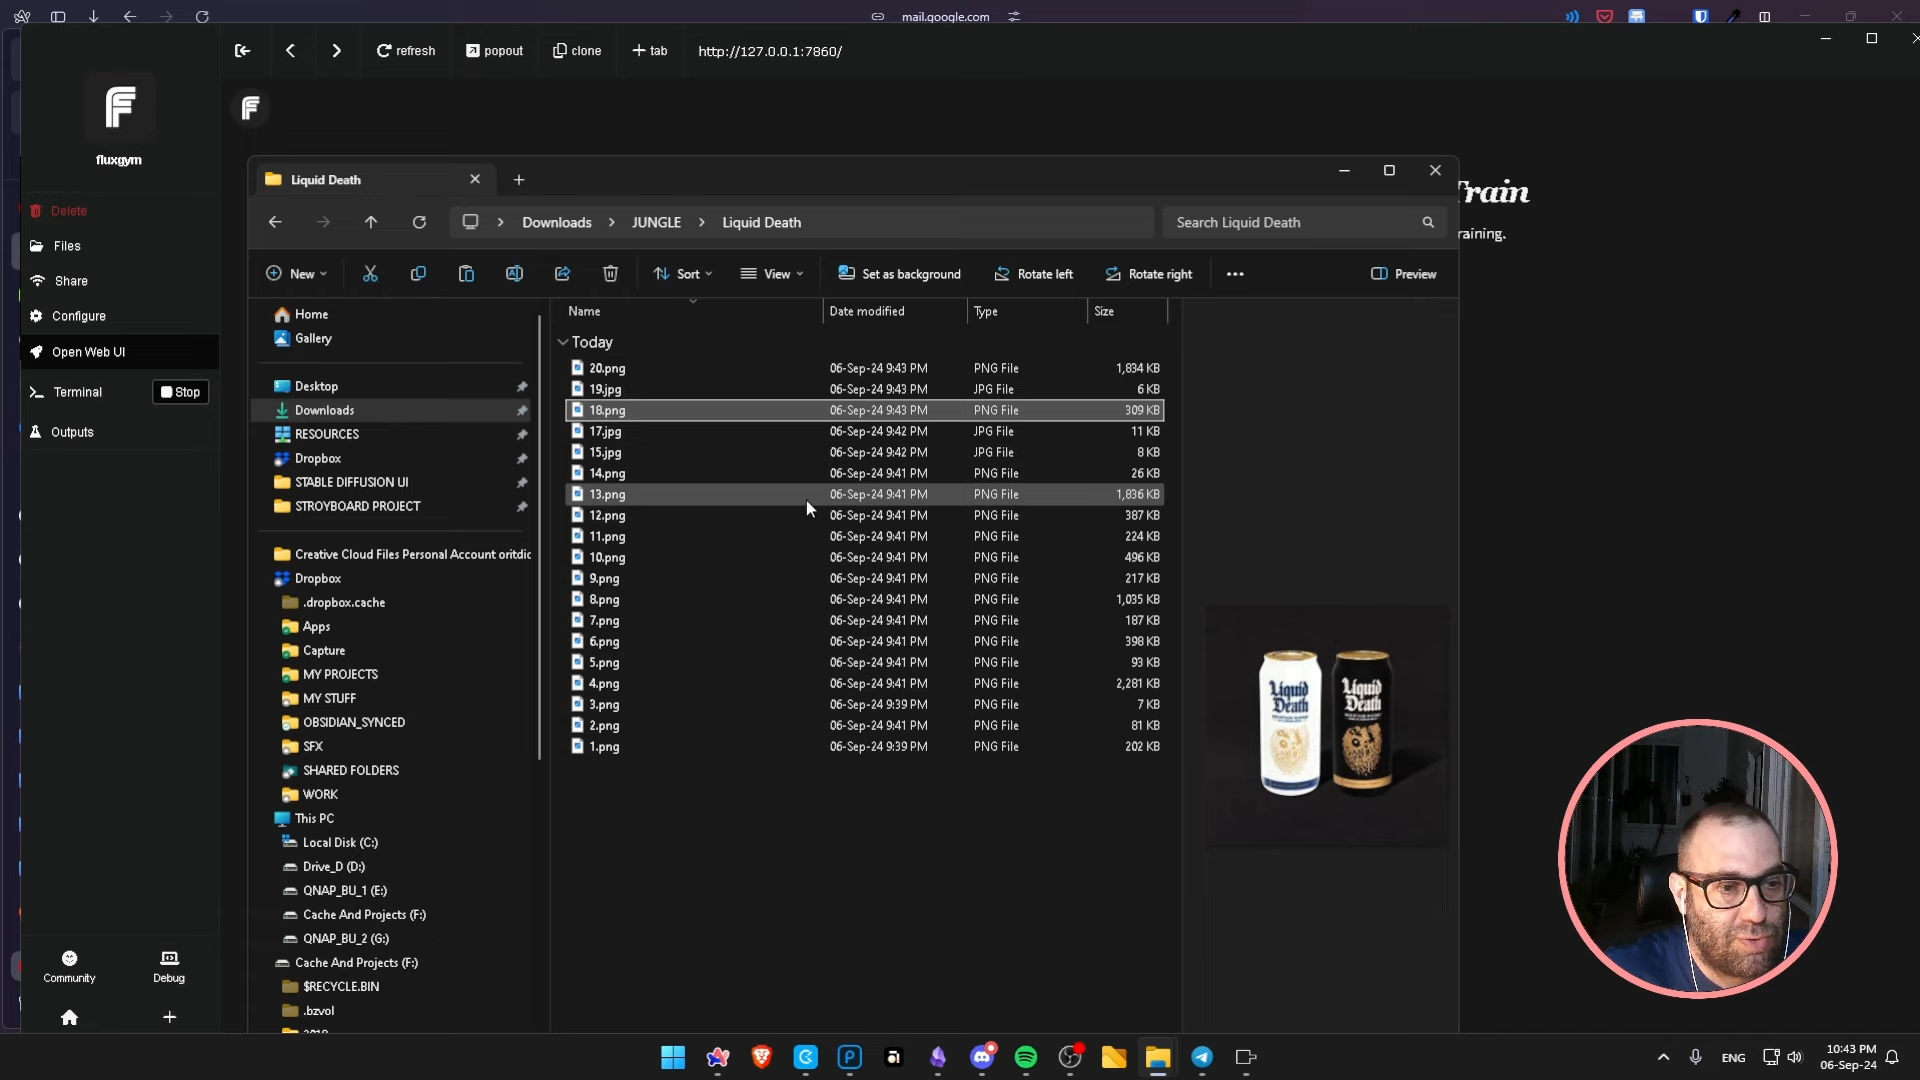 mail.google.com
refresh
popout
clone
tab
http://127.0.0.1:7860/
fluxgym
Delete
Files
Share
Configure
Open Web UI
Terminal
Stop
Outputs
Community
Debug
Train
raining.
Liquid Death
Downloads > JUNGLE > Liquid Death
Search Liquid Death
New
Sort
View
Set as background
Rotate left
Rotate right
Preview
Home
Gallery
Desktop
Downloads
RESOURCES
Dropbox
STABLE DIFFUSION UI
STROYBOARD PROJECT
Creative Cloud Files Personal Account oritdic
Dropbox
.dropbox.cache
Apps
Capture
MY PROJECTS
MY STUFF
OBSIDIAN_SYNCED
SFX
SHARED FOLDERS
WORK
This PC
Local Disk (C:)
Drive_D (D:)
QNAP_BU_1 (E:)
Cache And Projects (F:)
QNAP_BU_2 (G:)
Cache And Projects (F:)
$RECYCLE.BIN
.bzvol
Name Date modified Type Size
Today
20.png 06-Sep-24 9:43 PM PNG File 1,834 KB
19.jpg 06-Sep-24 9:43 PM JPG File 6 KB
18.png 06-Sep-24 9:43 PM PNG File 309 KB
17.jpg 06-Sep-24 9:42 PM JPG File 11 KB
15.jpg 06-Sep-24 9:42 PM JPG File 8 KB
14.png 06-Sep-24 9:41 PM PNG File 26 KB
13.png 06-Sep-24 9:41 PM PNG File 1,836 KB
12.png 06-Sep-24 9:41 PM PNG File 387 KB
11.png 06-Sep-24 9:41 PM PNG File 224 KB
10.png 06-Sep-24 9:41 PM PNG File 496 KB
9.png 06-Sep-24 9:41 PM PNG File 217 KB
8.png 06-Sep-24 9:41 PM PNG File 1,035 KB
7.png 06-Sep-24 9:41 PM PNG File 187 KB
6.png 06-Sep-24 9:41 PM PNG File 398 KB
5.png 06-Sep-24 9:41 PM PNG File 93 KB
4.png 06-Sep-24 9:41 PM PNG File 2,281 KB
3.png 06-Sep-24 9:39 PM PNG File 7 KB
2.png 06-Sep-24 9:41 PM PNG File 81 KB
1.png 06-Sep-24 9:39 PM PNG File 202 KB
Liquid Death
Liquid Death
ENG
10:43 PM
06-Sep-24